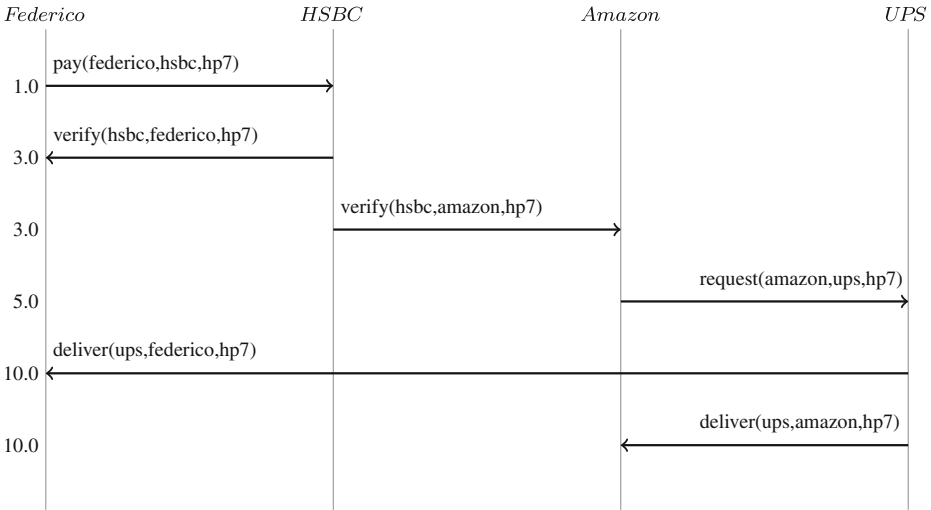 Federico HSBC Amazon UPS
pay(federico,hsbc,hp7)
1.0
verify(hsbc,federico,hp7)
3.0
verify(hsbc,amazon,hp7)
3.0
request(amazon,ups,hp7)
5.0
deliver(ups,federico,hp7)
10.0
deliver(ups,amazon,hp7)
10.0